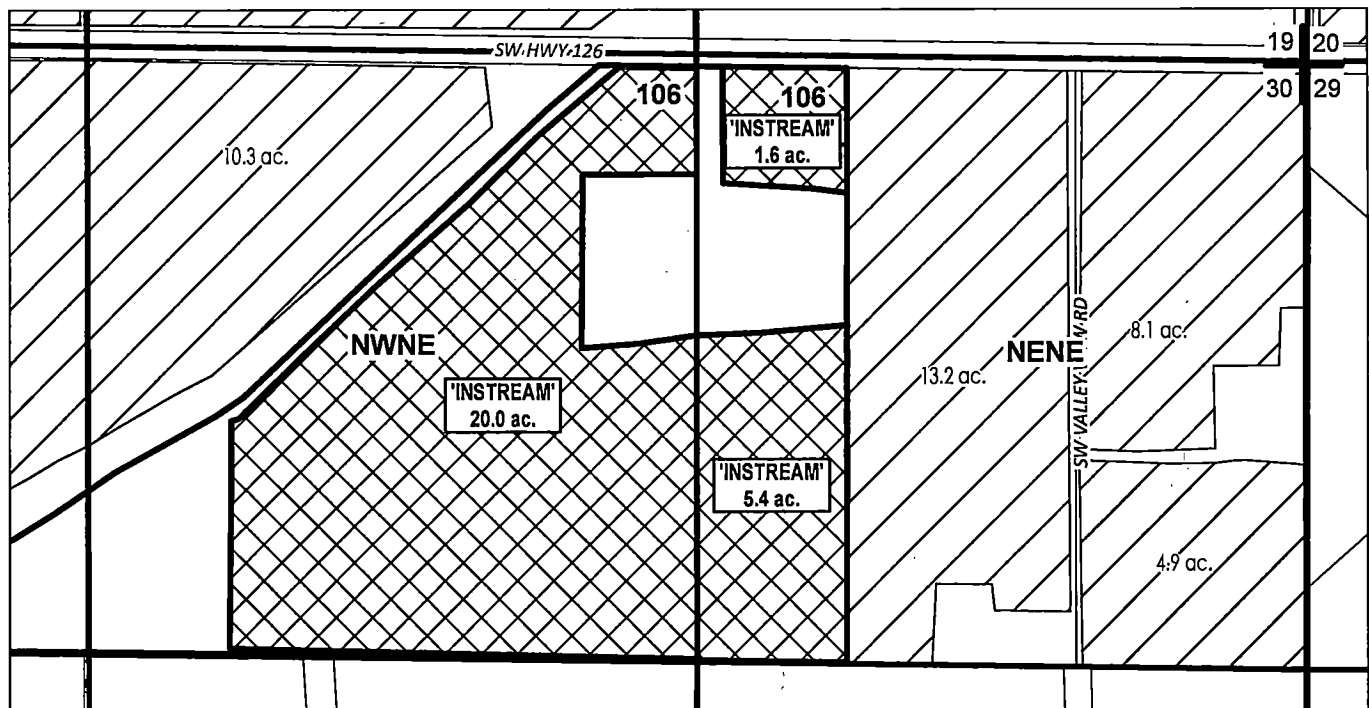 SW HWY 126
19 20
30 29
106
106
'INSTREAM'
1.6 ac.
10.3 ac.
NWNE
'INSTREAM'
20.0 ac.
'INSTREAM'
5.4 ac.
13.2 ac.
NENE
8.1 ac.
SW VALLEY VIEW RD
4.9 ac.